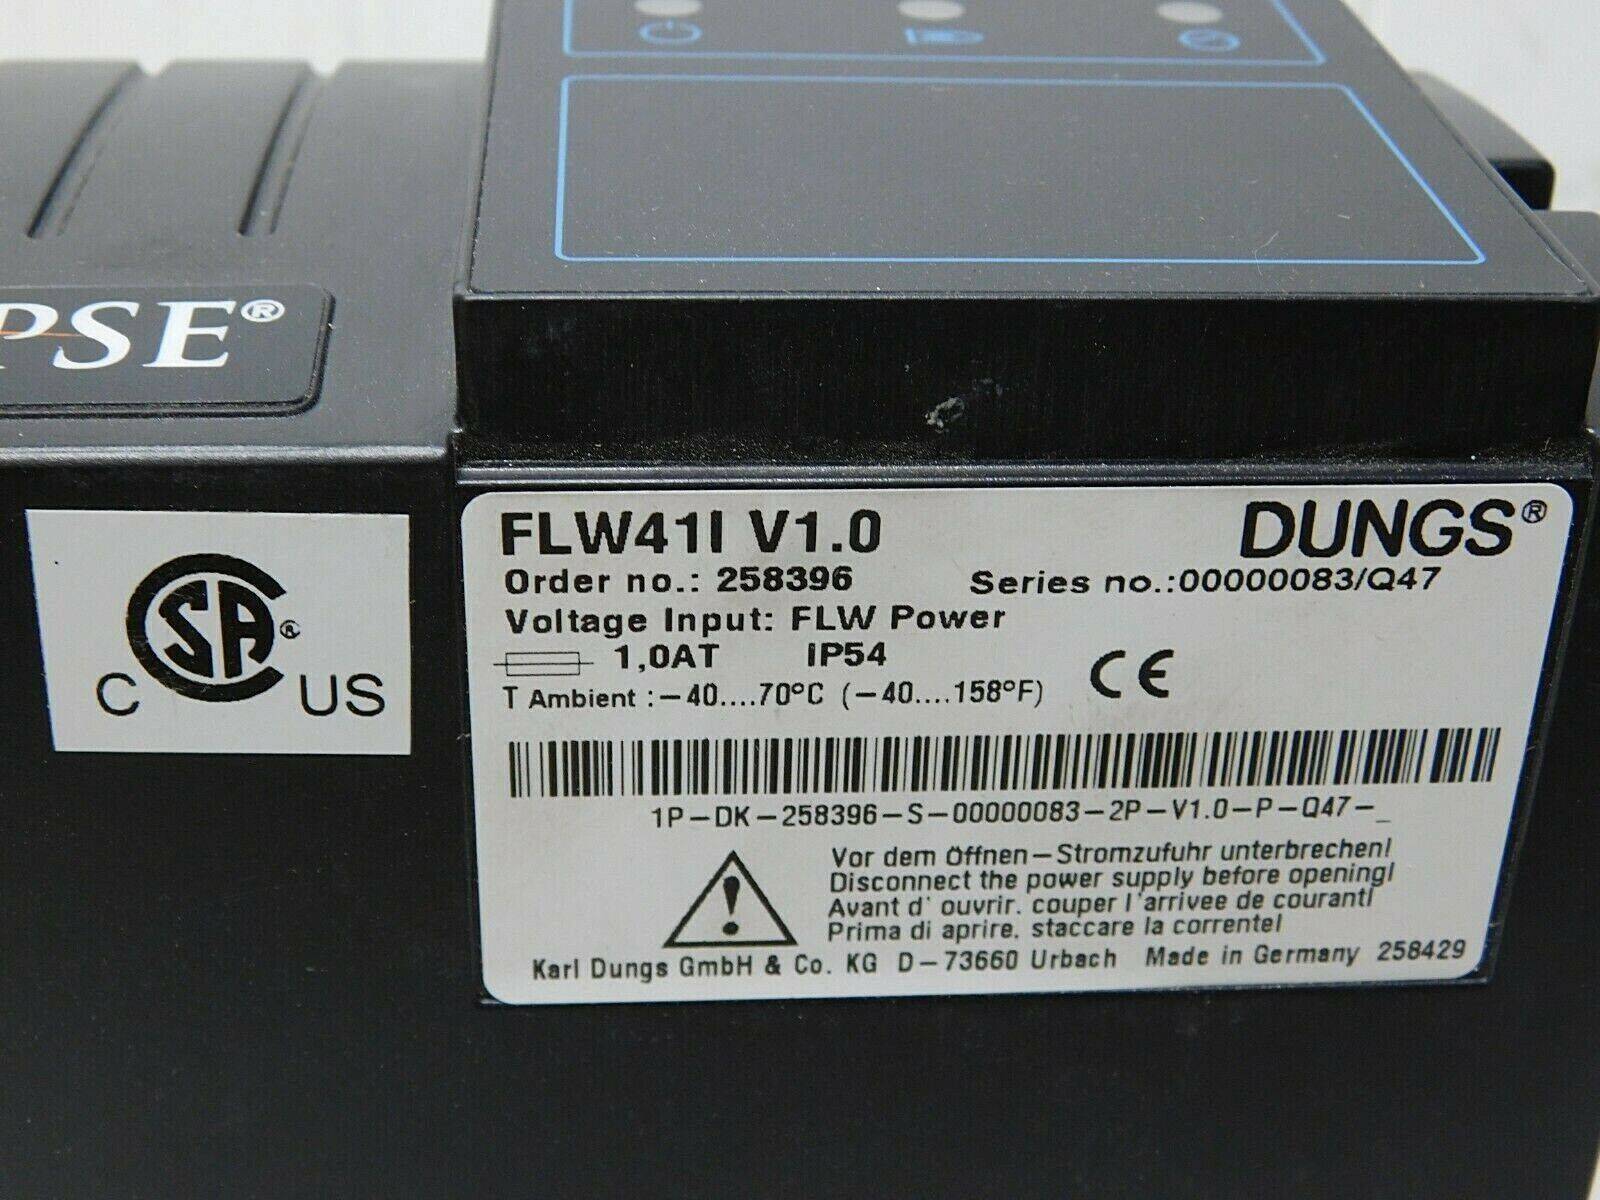 PSE®
CSA®
C US
FLW41I V1.0
DUNGS®
Order no.: 258396 Series no.:00000083/Q47
Voltage Input: FLW Power
1,0AT IP54
CE
T Ambient :-40....70°C (-40....158°F)
1P-DK-258396-S-00000083-2P-V1.0-P-Q47-_
Vor dem Öffnen-Stromzufuhr unterbrechen!
Disconnect the power supply before opening!
Avant d' ouvrir. couper l'arrivee de courant!
Prima di aprire. staccare la corrente!
Karl Dungs GmbH & Co. KG D-73660 Urbach Made in Germany 258429